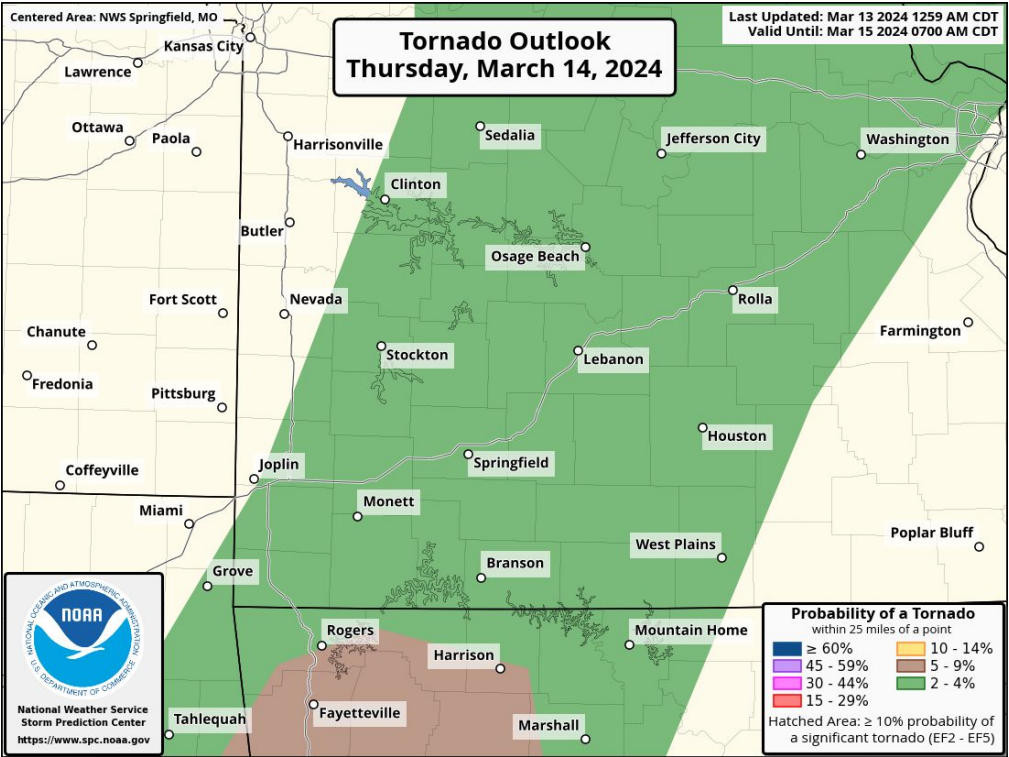 Centered Area: NWS Springfield, MO
Tornado Outlook
Thursday, March 14, 2024
Last Updated: Mar 13 2024 1259 AM CDT
Valid Until: Mar 15 2024 0700 AM CDT
Kansas City
Lawrence
Ottawa
Paola
Harrisonville
Sedalia
Jefferson City
Washington
Clinton
Butler
Osage Beach
Fort Scott
Nevada
Rolla
Chanute
Farmington
Stockton
Lebanon
Fredonia
Pittsburg
Houston
Coffeyville
Joplin
Springfield
Miami
Monett
Poplar Bluff
West Plains
Grove
Branson
Rogers
Mountain Home
Harrison
Tahlequah
Fayetteville
Marshall
NATIONAL OCEANIC AND ATMOSPHERIC ADMINISTRATION
NOAA
U.S. DEPARTMENT OF COMMERCE
National Weather Service
Storm Prediction Center
https://www.spc.noaa.gov
Probability of a Tornado
within 25 miles of a point
≥ 60%
45 - 59%
30 - 44%
15 - 29%
10 - 14%
5 - 9%
2 - 4%
Hatched Area: ≥ 10% probability of
a significant tornado (EF2 - EF5)